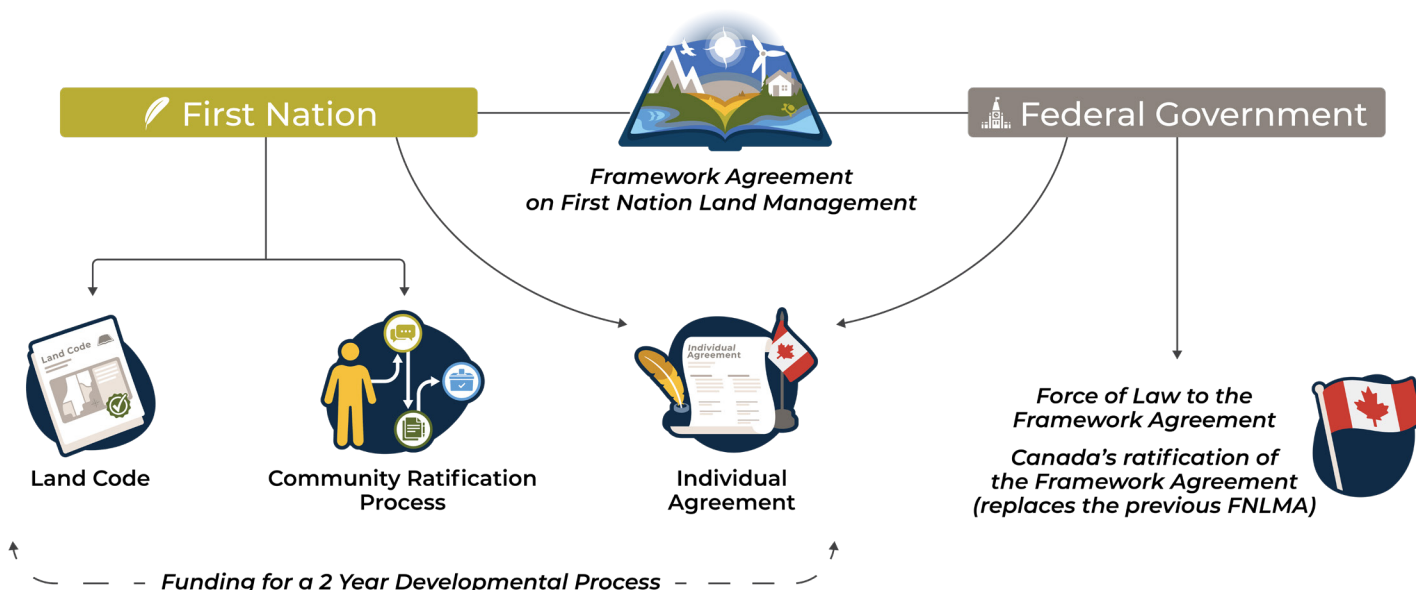 First Nation
Federal Government
Framework Agreement
on First Nation Land Management
Land Code
Individual
Agreement
Land Code
Community Ratification
Process
Individual
Agreement
Force of Law to the
Framework Agreement
Canada’s ratification of
the Framework Agreement
(replaces the previous FNLMA)
Funding for a 2 Year Developmental Process